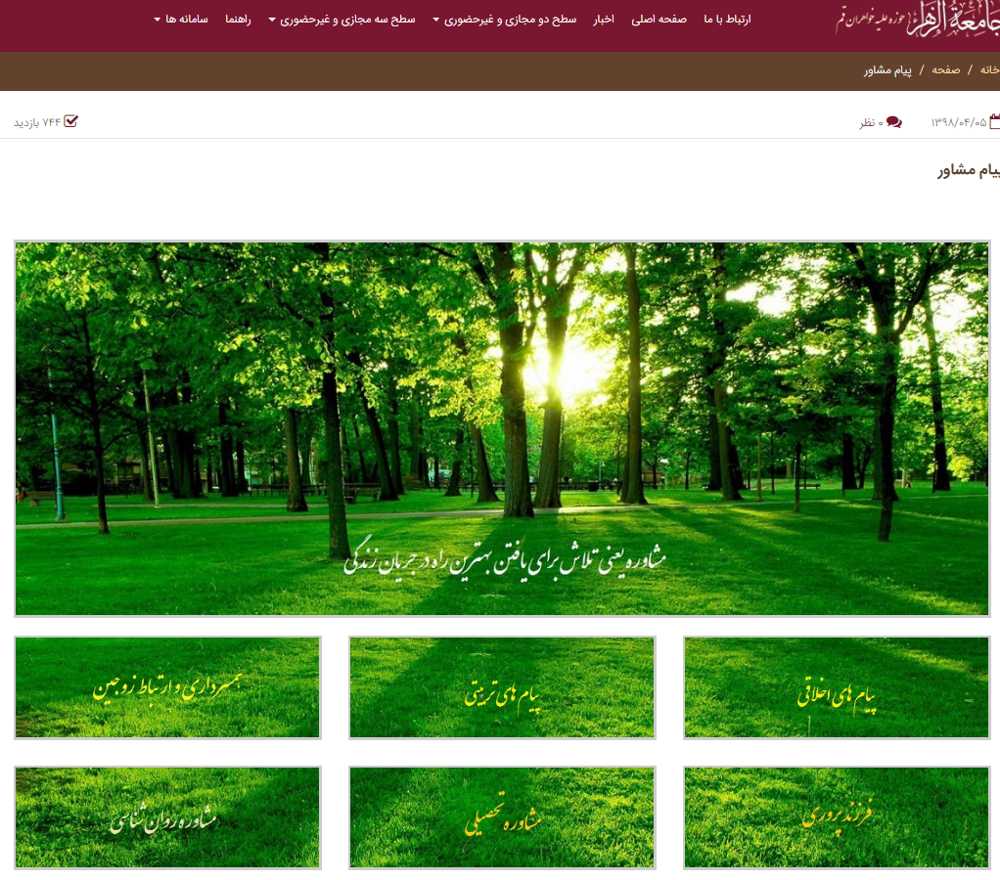 جامعة الزهراء حوزه علمیه خواهران قم
ارتباط با ما صفحه اصلی اخبار سطح دو مجازی و غیرحضوری سطح سه مجازی و غیرحضوری راهنما سامانه ها
خانه / صفحه / پیام مشاور
۱۳۹۸/۰۴/۰۵ ۰ نظر ۷۴۴ بازدید
پیام مشاور
مشاوره یعنی تلاش برای یافتن بهترین راه در جریان زندگی
پیام های اخلاقی
پیام های تربیتی
همسرداری و ارتباط زوجین
فرزندپروری
مشاوره تحصیلی
مشاوره روان شناسی